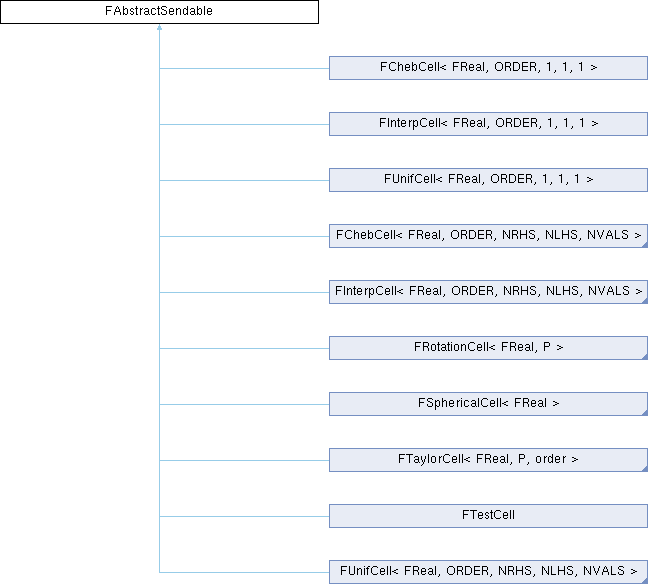 FAbstractSendable
FChebCell< FReal, ORDER, 1, 1, 1 >
FInterpCell< FReal, ORDER, 1, 1, 1 >
FUnifCell< FReal, ORDER, 1, 1, 1 >
FChebCell< FReal, ORDER, NRHS, NLHS, NVALS >
FInterpCell< FReal, ORDER, NRHS, NLHS, NVALS >
FRotationCell< FReal, P >
FSphericalCell< FReal >
FTaylorCell< FReal, P, order >
FTestCell
FUnifCell< FReal, ORDER, NRHS, NLHS, NVALS >